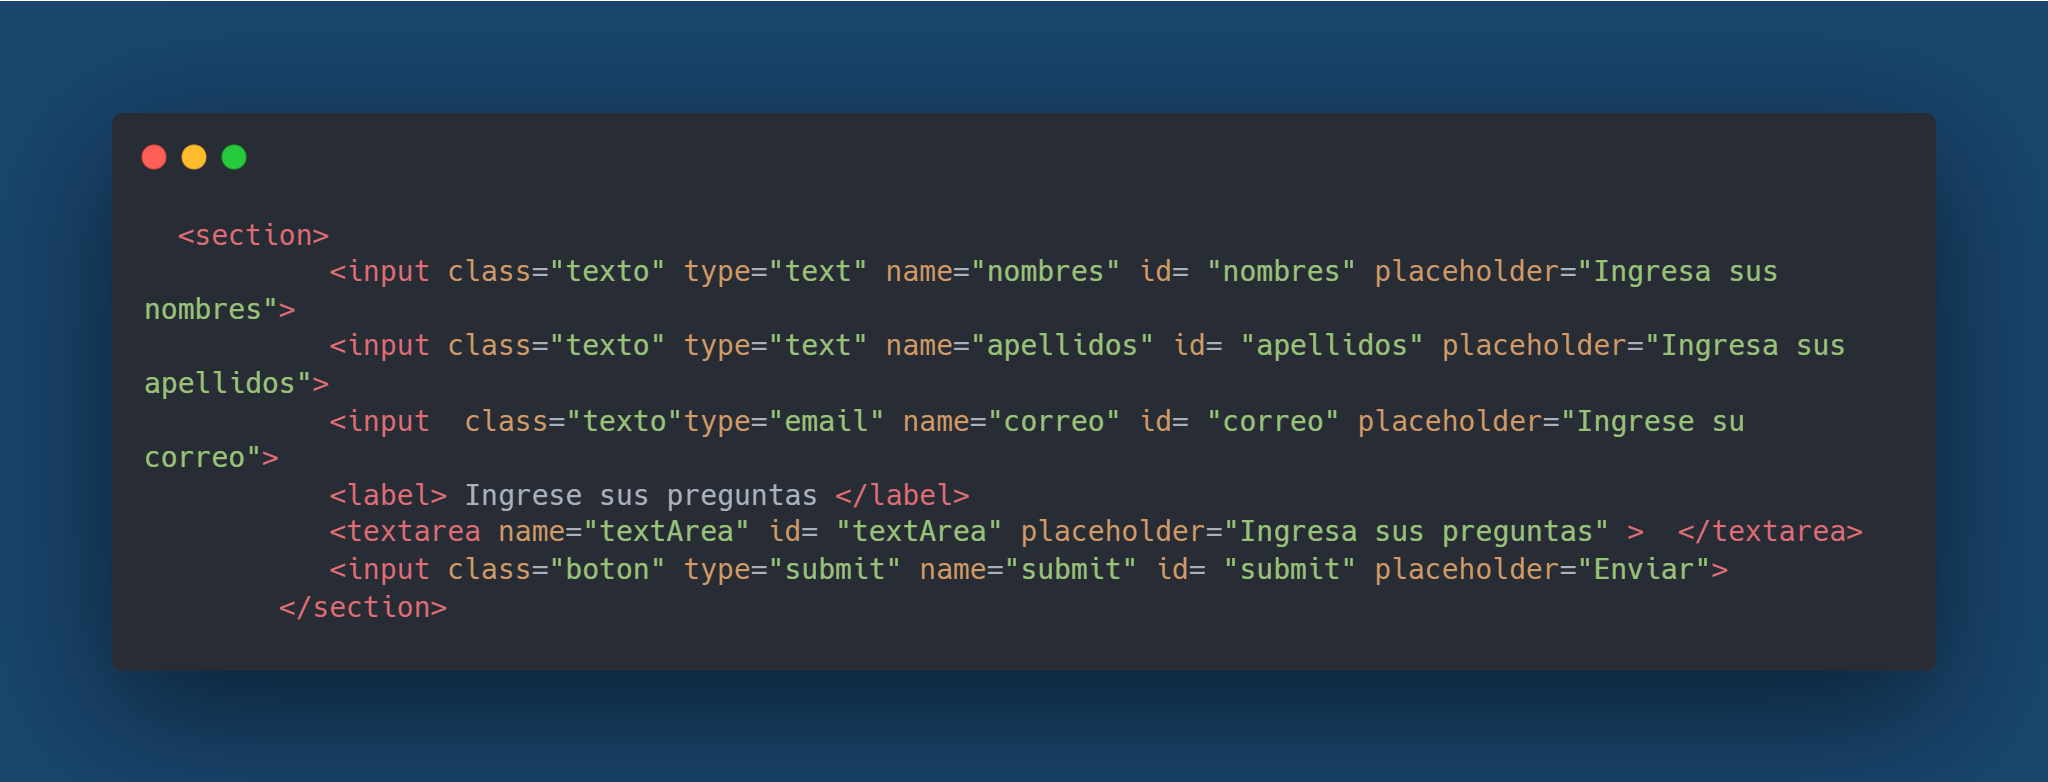 <section>
<input class="texto" type="text" name="nombres" id= "nombres" placeholder="Ingresa sus
nombres">
<input class="texto" type="text" name="apellidos" id= "apellidos" placeholder="Ingresa sus
apellidos">
<input  class="texto"type="email" name="correo" id= "correo" placeholder="Ingrese su
correo">
<label> Ingrese sus preguntas </label>
<textarea name="textArea" id= "textArea" placeholder="Ingresa sus preguntas" >  </textarea>
<input class="boton" type="submit" name="submit" id= "submit" placeholder="Enviar">
</section>